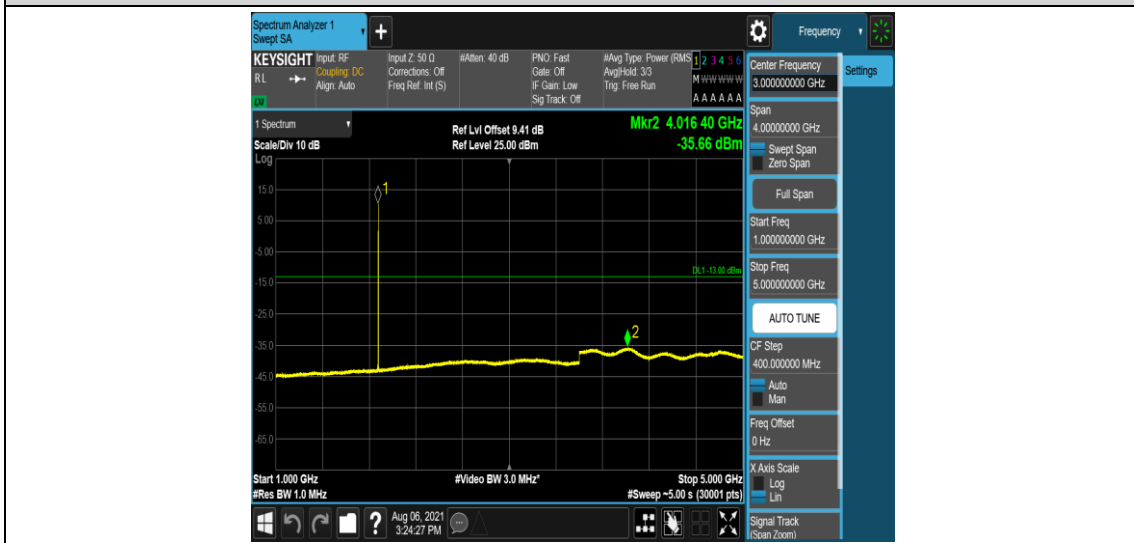 Spectrum Analyzer 1
Swept SA
+
Frequency
KEYSIGHT
RL
LXI
Input: RF
Coupling: DC
Align: Auto
Input Z: 50 Ω
Corrections: Off
Freq Ref: Int (S)
#Atten: 40 dB
PNO: Fast
Gate: Off
IF Gain: Low
Sig Track: Off
#Avg Type: Power (RMS
Avg|Hold: 3/3
Trig: Free Run
1 2 3 4 5 6
M W W W W W
A A A A A A
1 Spectrum
Scale/Div 10 dB
Log
Ref Lvl Offset 9.41 dB
Ref Level 25.00 dBm
Mkr2 4.016 40 GHz
-35.66 dBm
15.0
5.00
-5.00
-15.0
-25.0
-35.0
-45.0
-55.0
-65.0
1
DL1 -13.00 dBm
2
Start 1.000 GHz
#Res BW 1.0 MHz
#Video BW 3.0 MHz*
Stop 5.000 GHz
#Sweep ~5.00 s (30001 pts)
Center Frequency
3.000000000 GHz
Settings
Span
4.00000000 GHz
Swept Span
Zero Span
Full Span
Start Freq
1.000000000 GHz
Stop Freq
5.000000000 GHz
AUTO TUNE
CF Step
400.000000 MHz
Auto
Man
Freq Offset
0 Hz
X Axis Scale
Log
Lin
Signal Track
(Span Zoom)
?
Aug 06, 2021
3:24:27 PM